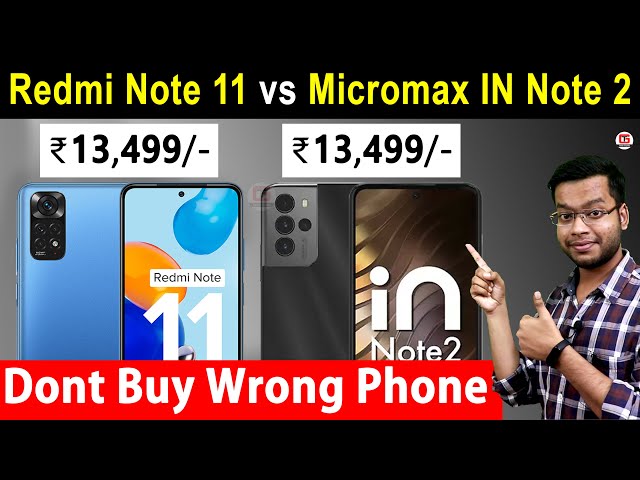 Redmi Note 11 vs Micromax IN Note 2
₹13,499/- ₹13,499/-
Redmi Note
11
in
Note2
Dont Buy Wrong Phone